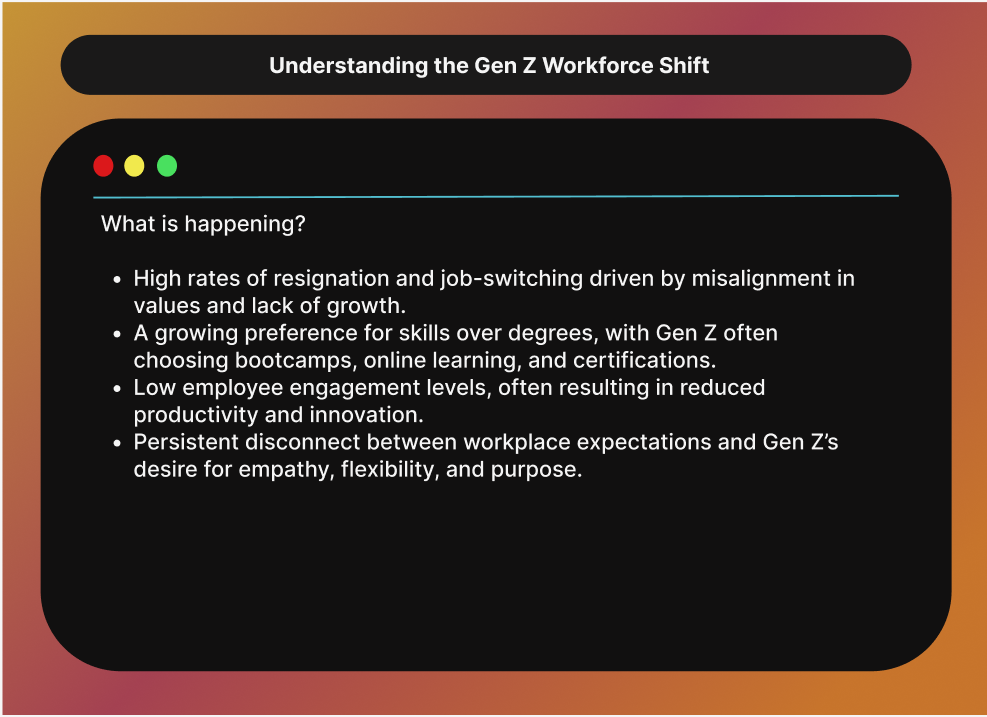 Understanding the Gen Z Workforce Shift
What is happening?
• High rates of resignation and job-switching driven by misalignment in
values and lack of growth.
• A growing preference for skills over degrees, with Gen Z often
choosing bootcamps, online learning, and certifications.
• Low employee engagement levels, often resulting in reduced
productivity and innovation.
• Persistent disconnect between workplace expectations and Gen Z’s
desire for empathy, flexibility, and purpose.